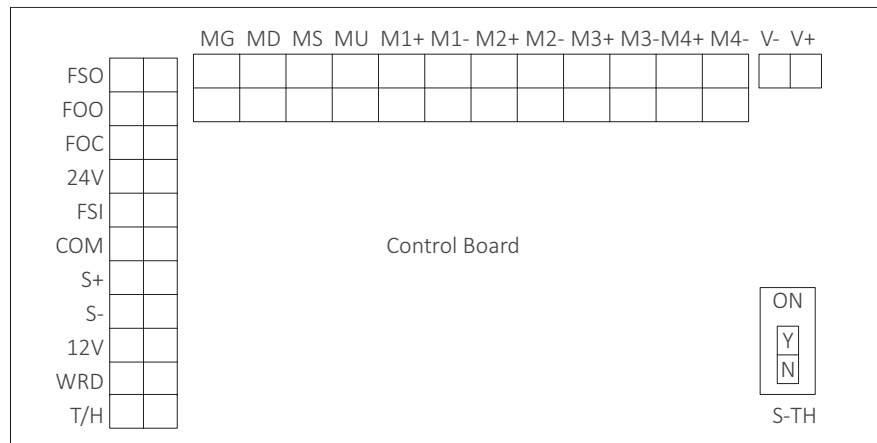 MG MD MS MU M1+ M1- M2+ M2- M3+ M3- M4+ M4- V- V+
FSO
FOO
FOC
24V
FSI
COM
Control Board
S+
S-
12V
WRD
T/H
ON
Y
N
S-TH